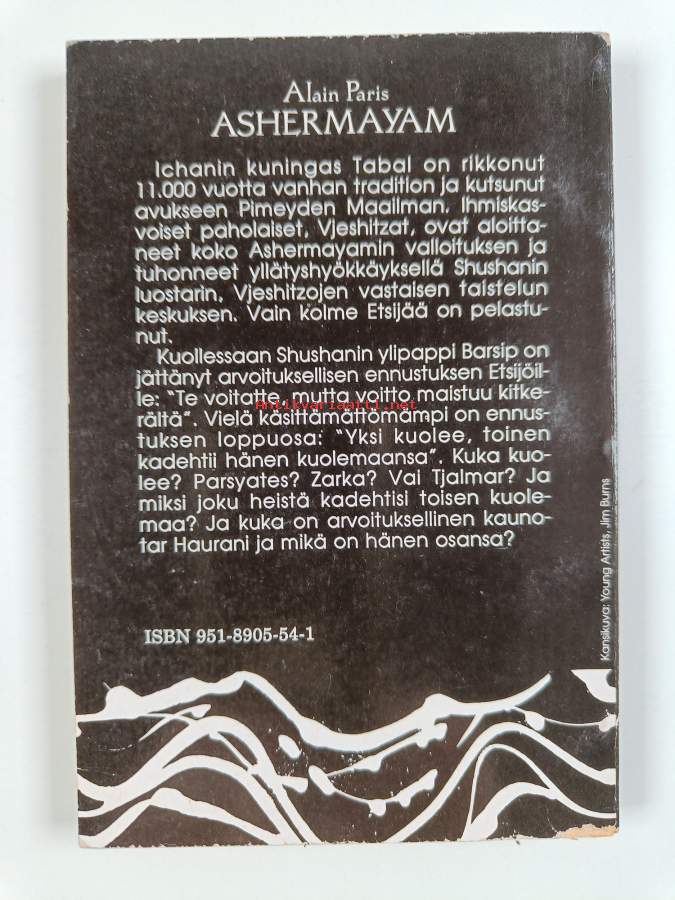 Alain Paris
ASHERMAYAM
Ichanin kuningas Tabal on rikkonut
11.000 vuotta vanhan tradition ja kutsunut
avukseen Pimeyden Maailman. Ihmiskas-
voiset paholaiset, Vjeshitzat, ovat aloitta-
neet koko Ashermayamin valloituksen ja
tuhonneet yllätyshyökkäyksellä Shushanin
luostarin, Vjeshitzojen vastaisen taistelun
keskuksen. Vain kolme Etsijää on pelastu-
nut.
Kuollessaan Shushanin ylipappi Barsip on
jättänyt arvoituksellisen ennustuksen Etsijöil-
le: "Te voitatte, mutta voitto maistuu kitke-
rältä". Vielä käsittämättömämpi on ennus-
tuksen loppuosa: "Yksi kuolee, toinen
kadehtii hänen kuolemaansa". Kuka kuo-
lee? Parsyates? Zarka? Vai Tjalmar? Ja
miksi joku heistä kadehtisi toisen kuole-
maa? Ja kuka on arvoituksellinen kauno-
tar Haurani ja mikä on hänen osansa?
ISBN 951-8905-54-1
Kansikuva: Young Artists, Jim Burns
Antikvariaatti.net